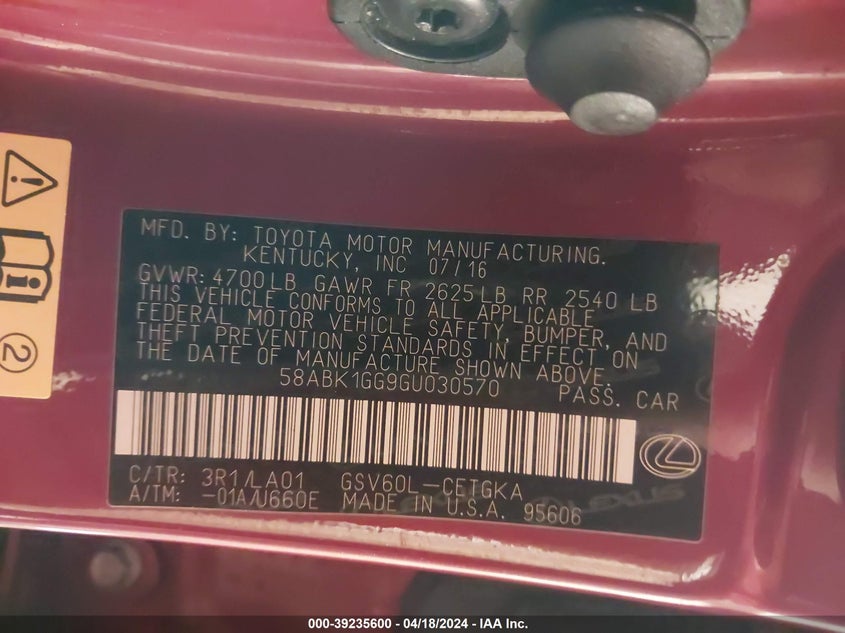 MFD. BY: TOYOTA MOTOR MANUFACTURING.
KENTUCKY, INC 07/16
GVWR: 4700LB, GAWR FR 2625LB, RR 2540 LB
THIS VEHICLE CONFORMS TO ALL APPLICABLE
FEDERAL MOTOR VEHICLE SAFETY, BUMPER, AND
THEFT PREVENTION STANDARDS IN EFFECT ON
THE DATE OF MANUFACTURE SHOWN ABOVE.
58ABK1GG9GU030570 PASS. CAR
C/TR: 3R1/LA01 GSV60L-CETGKA
A/TM: -01A/U660E MADE IN U.S.A. 95606
LEXUS
2
000-39235600 - 04/18/2024 - IAA Inc.